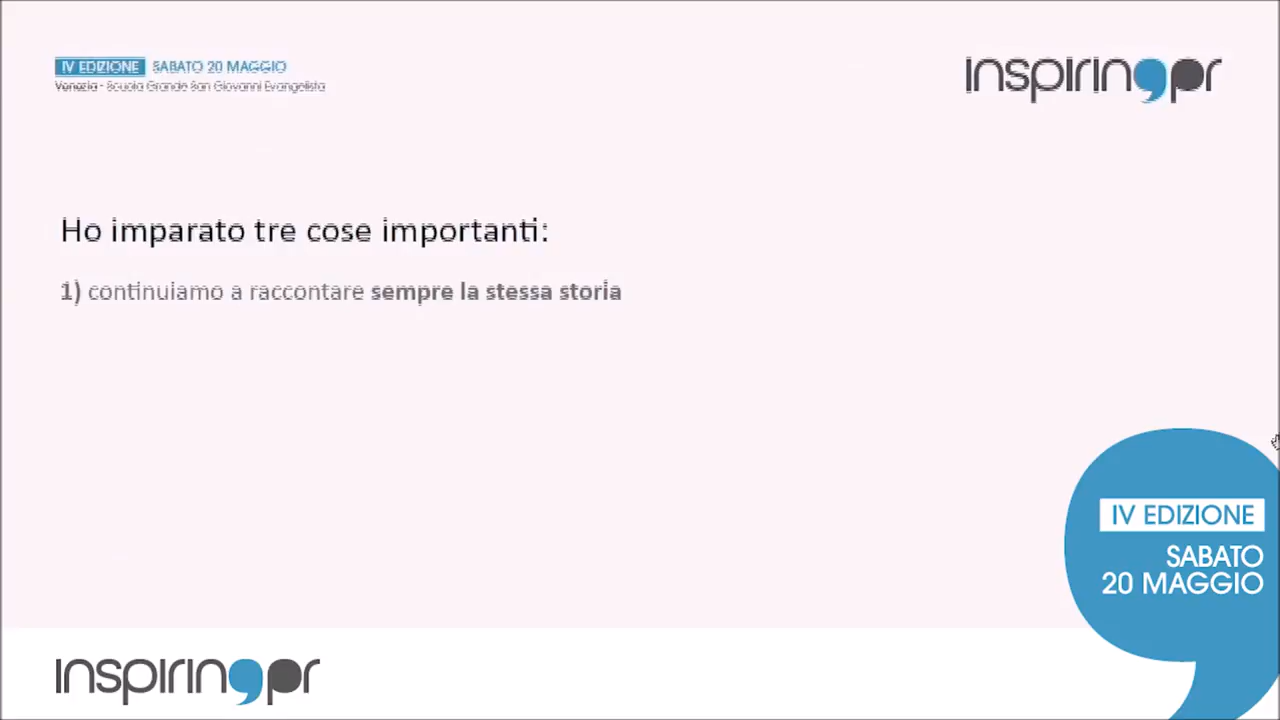 IV EDIZIONE SABATO 20 MAGGIO
Venezia - Scuola Grande San Giovanni Evangelista
inspiringpr
Ho imparato tre cose importanti:
1) continuiamo a raccontare sempre la stessa storia
IV EDIZIONE
SABATO
20 MAGGIO
inspiringpr